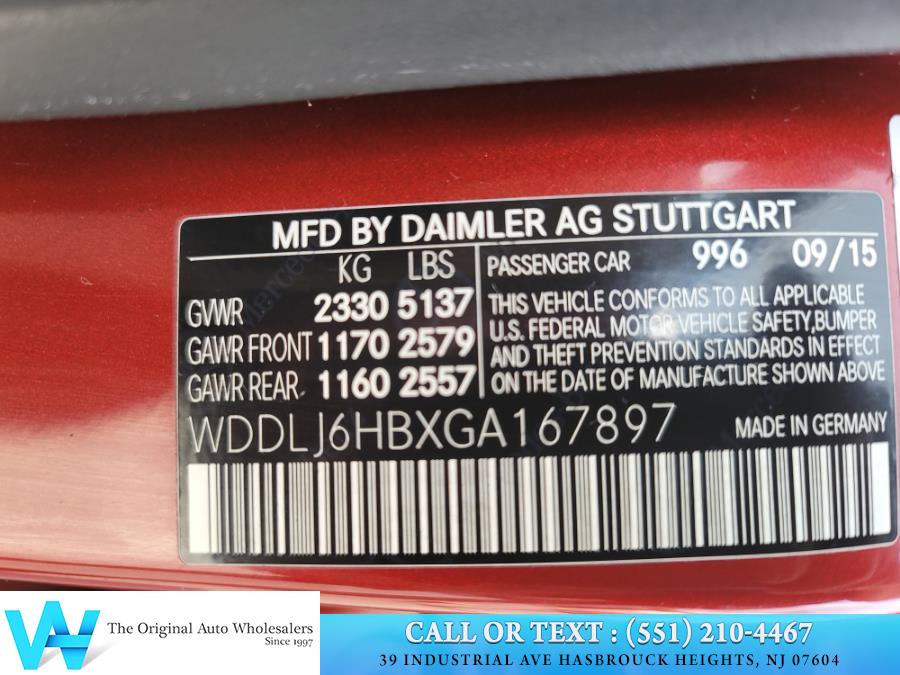 MFD BY DAIMLER AG STUTTGART
KG LBS
GVWR 2330 5137
GAWR FRONT 1170 2579
GAWR REAR 1160 2557
PASSENGER CAR 996 09/15
THIS VEHICLE CONFORMS TO ALL APPLICABLE
U.S. FEDERAL MOTOR VEHICLE SAFETY,BUMPER
AND THEFT PREVENTION STANDARDS IN EFFECT
ON THE DATE OF MANUFACTURE SHOWN ABOVE
WDDLJ6HBXGA167897 MADE IN GERMANY
The Original Auto Wholesalers
Since 1997
CALL OR TEXT : (551) 210-4467
39 INDUSTRIAL AVE HASBROUCK HEIGHTS, NJ 07604